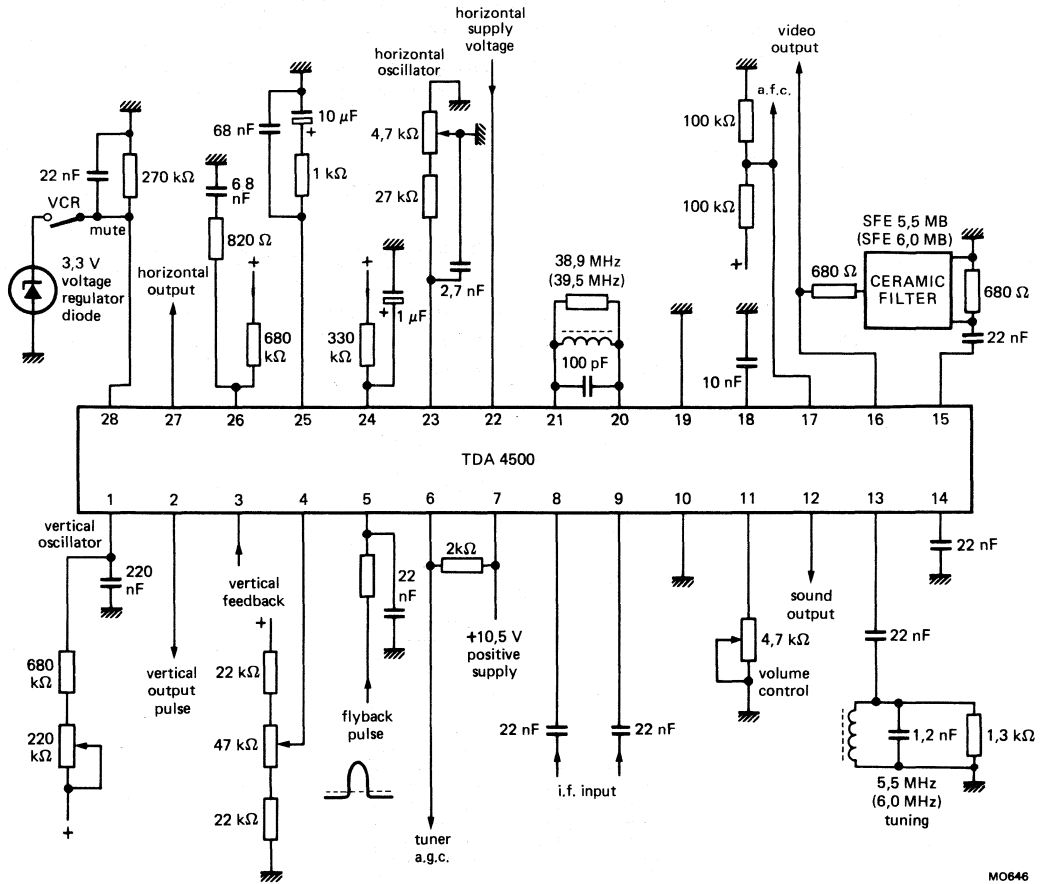 horizontal
supply
voltage
video
output
horizontal
oscillator
a.f.c.
10 µF
+
68 nF
4,7 kΩ
100 kΩ
22 nF
270 kΩ
6 8
nF
1 kΩ
27 kΩ
100 kΩ
VCR
mute
820 Ω
SFE 5,5 MB
(SFE 6,0 MB)
3,3 V
voltage
regulator
diode
horizontal
output
+
+
+
38,9 MHz
(39,5 MHz)
+
680 Ω
CERAMIC
FILTER
680 Ω
2,7 nF
1 µF
680
kΩ
330
kΩ
100 pF
10 nF
22 nF
28 27 26 25 24 23 22 21 20 19 18 17 16 15
TDA 4500
1 2 3 4 5 6 7 8 9 10 11 12 13 14
vertical
oscillator
220
nF
vertical
feedback
22
nF
2kΩ
22 nF
sound
output
+
+10,5 V
positive
supply
4,7 kΩ
22 nF
680
kΩ
vertical
output
pulse
22 kΩ
volume
control
220
kΩ
47 kΩ
flyback
pulse
22 nF
22 nF
1,2 nF
1,3 kΩ
i.f. input
5,5 MHz
(6,0 MHz)
tuning
+
22 kΩ
tuner
a.g.c.
MO646